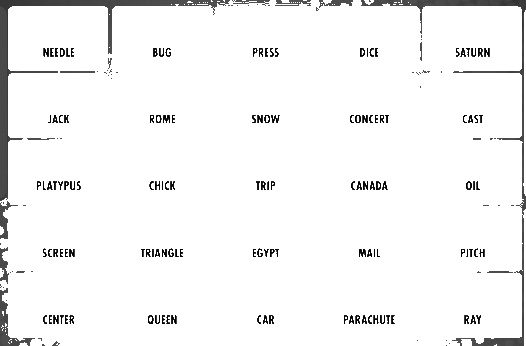 NEEDLE BUG PRESS DICE SATURN
JACK ROME SNOW CONCERT CAST
PLATYPUS CHICK TRIP CANADA OIL
SCREEN TRIANGLE EGYPT MAIL PITCH
CENTER QUEEN CAR PARACHUTE RAY